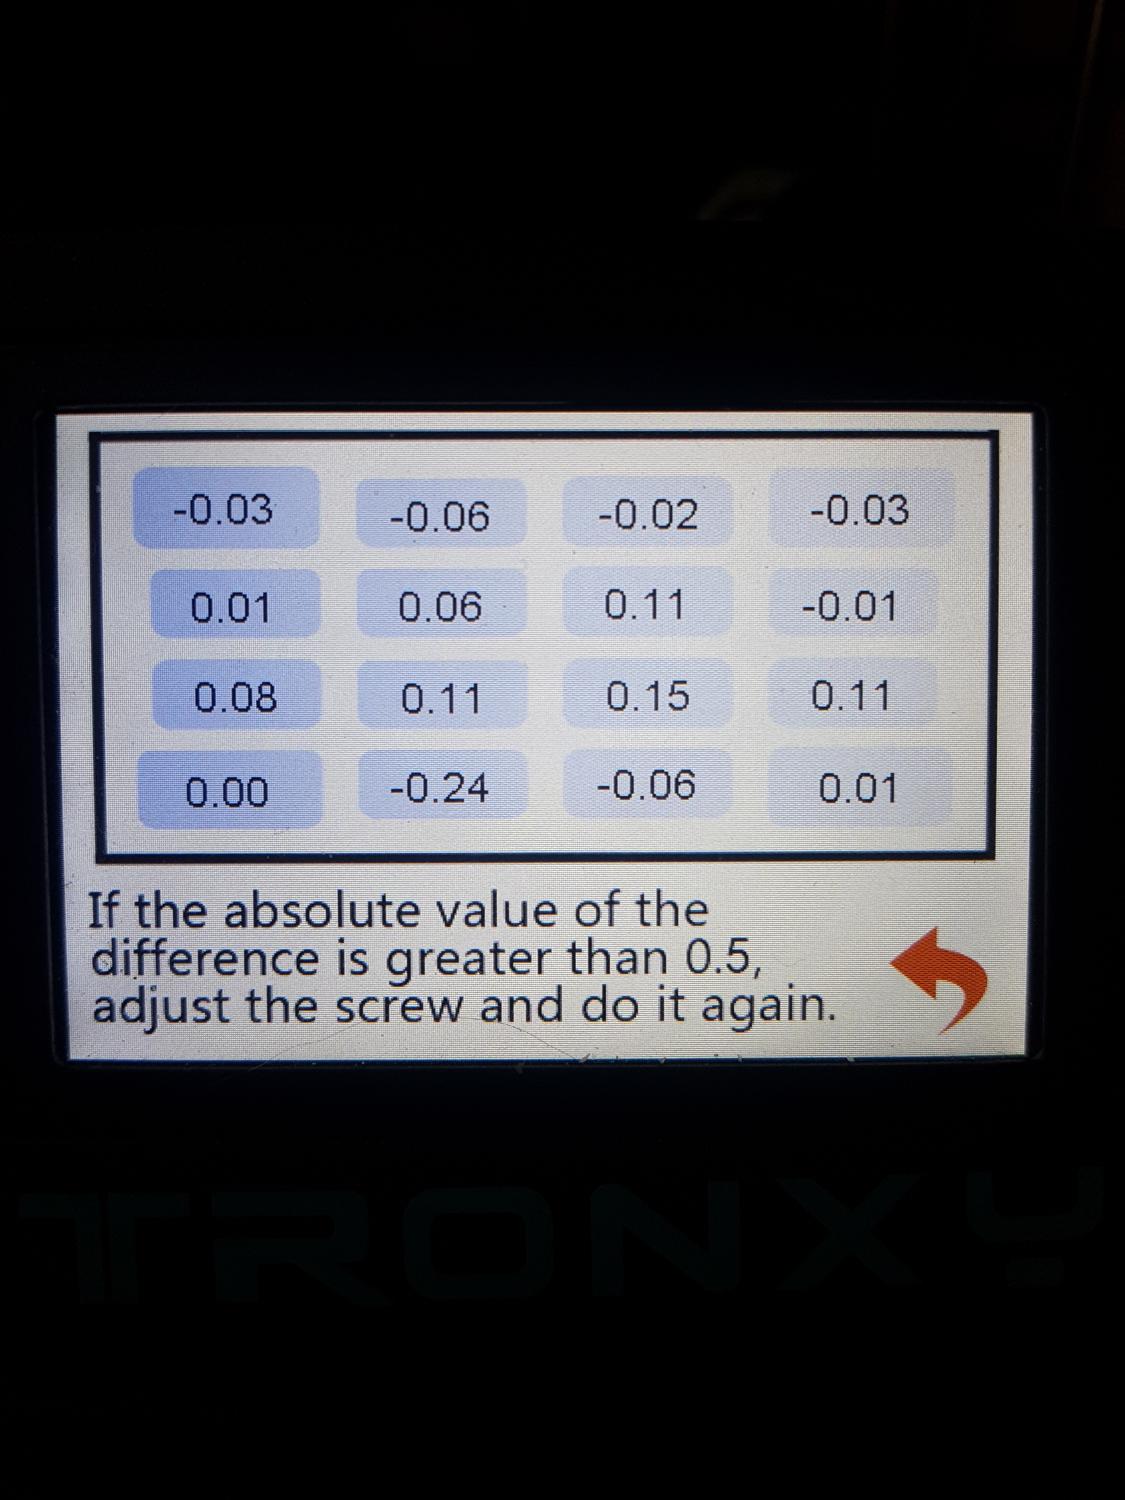 -0.03 -0.06 -0.02 -0.03
0.01 0.06 0.11 -0.01
0.08 0.11 0.15 0.11
0.00 -0.24 -0.06 0.01
If the absolute value of the
difference is greater than 0.5,
adjust the screw and do it again.
TRONXY